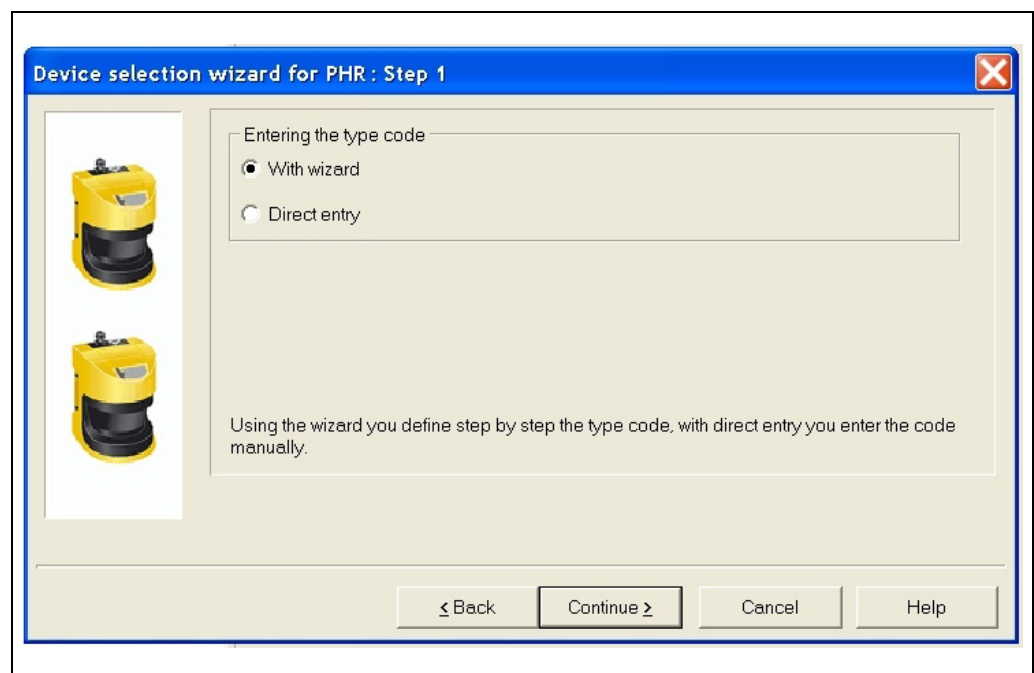 Device selection wizard for PHR : Step 1
Entering the type code
With wizard
Direct entry
Using the wizard you define step by step the type code, with direct entry you enter the code
manually.
< Back
Continue >
Cancel
Help